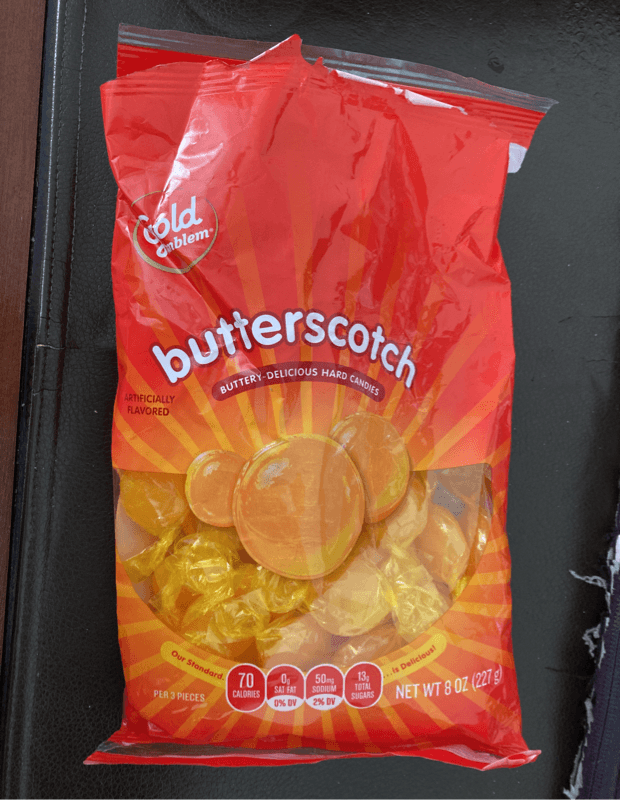 Gold
Emblem®
butterscotch
BUTTERY-DELICIOUS HARD CANDIES
ARTIFICIALLY
FLAVORED
Our Standard...
...is Delicious!
PER 3 PIECES
70
CALORIES
0g
SAT FAT
0% DV
50mg
SODIUM
2% DV
13g
TOTAL
SUGARS
NET WT 8 OZ (227 g)